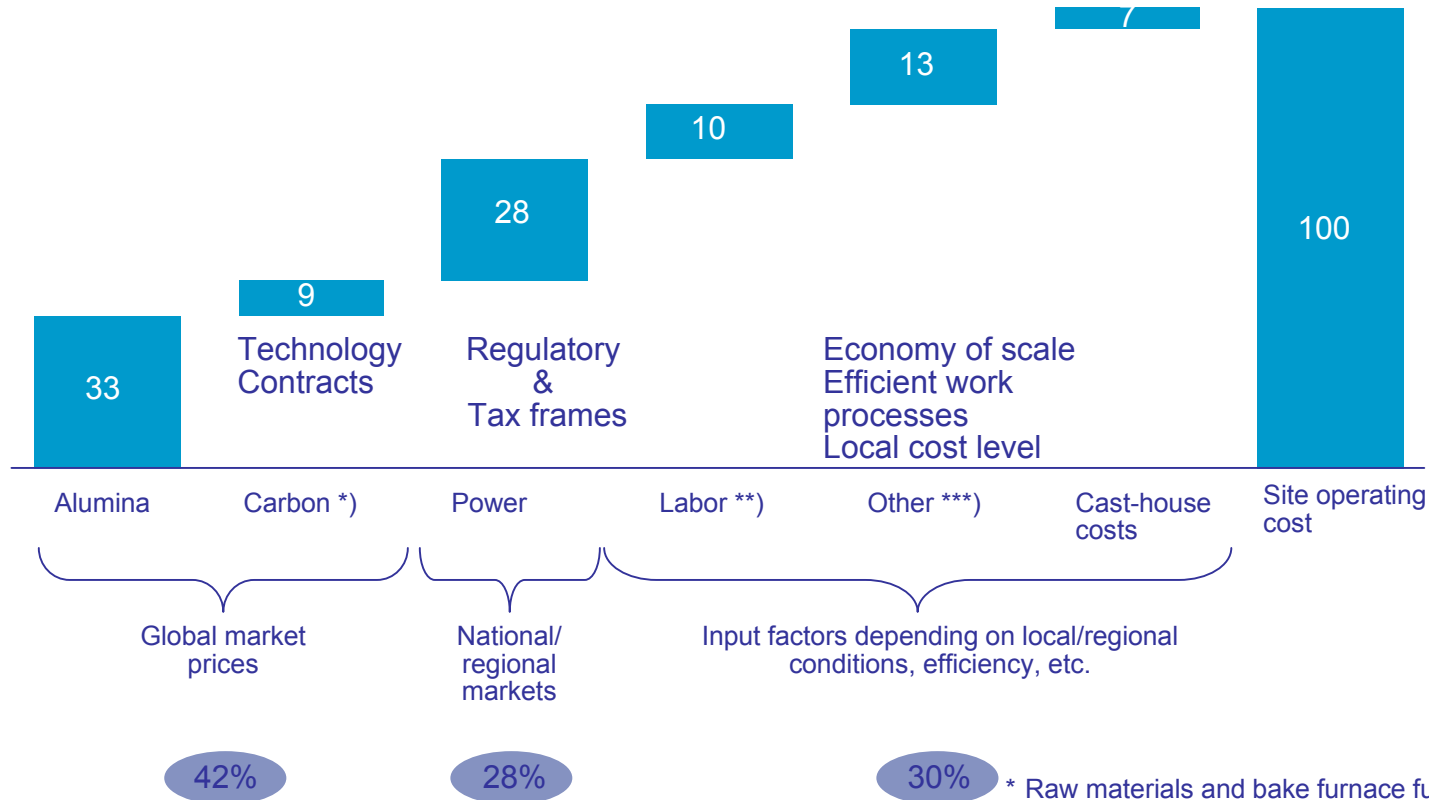 7
13
10
28
100
9
33
Technology
Contracts
Regulatory
&
Tax frames
Economy of scale
Efficient work
processes
Local cost level
Alumina
Carbon *)
Power
Labor **)
Other ***)
Cast-house
costs
Site operating
cost
Global market
prices
National/
regional
markets
Input factors depending on local/regional
conditions, efficiency, etc.
42%
28%
30%
* Raw materials and bake furnace fu